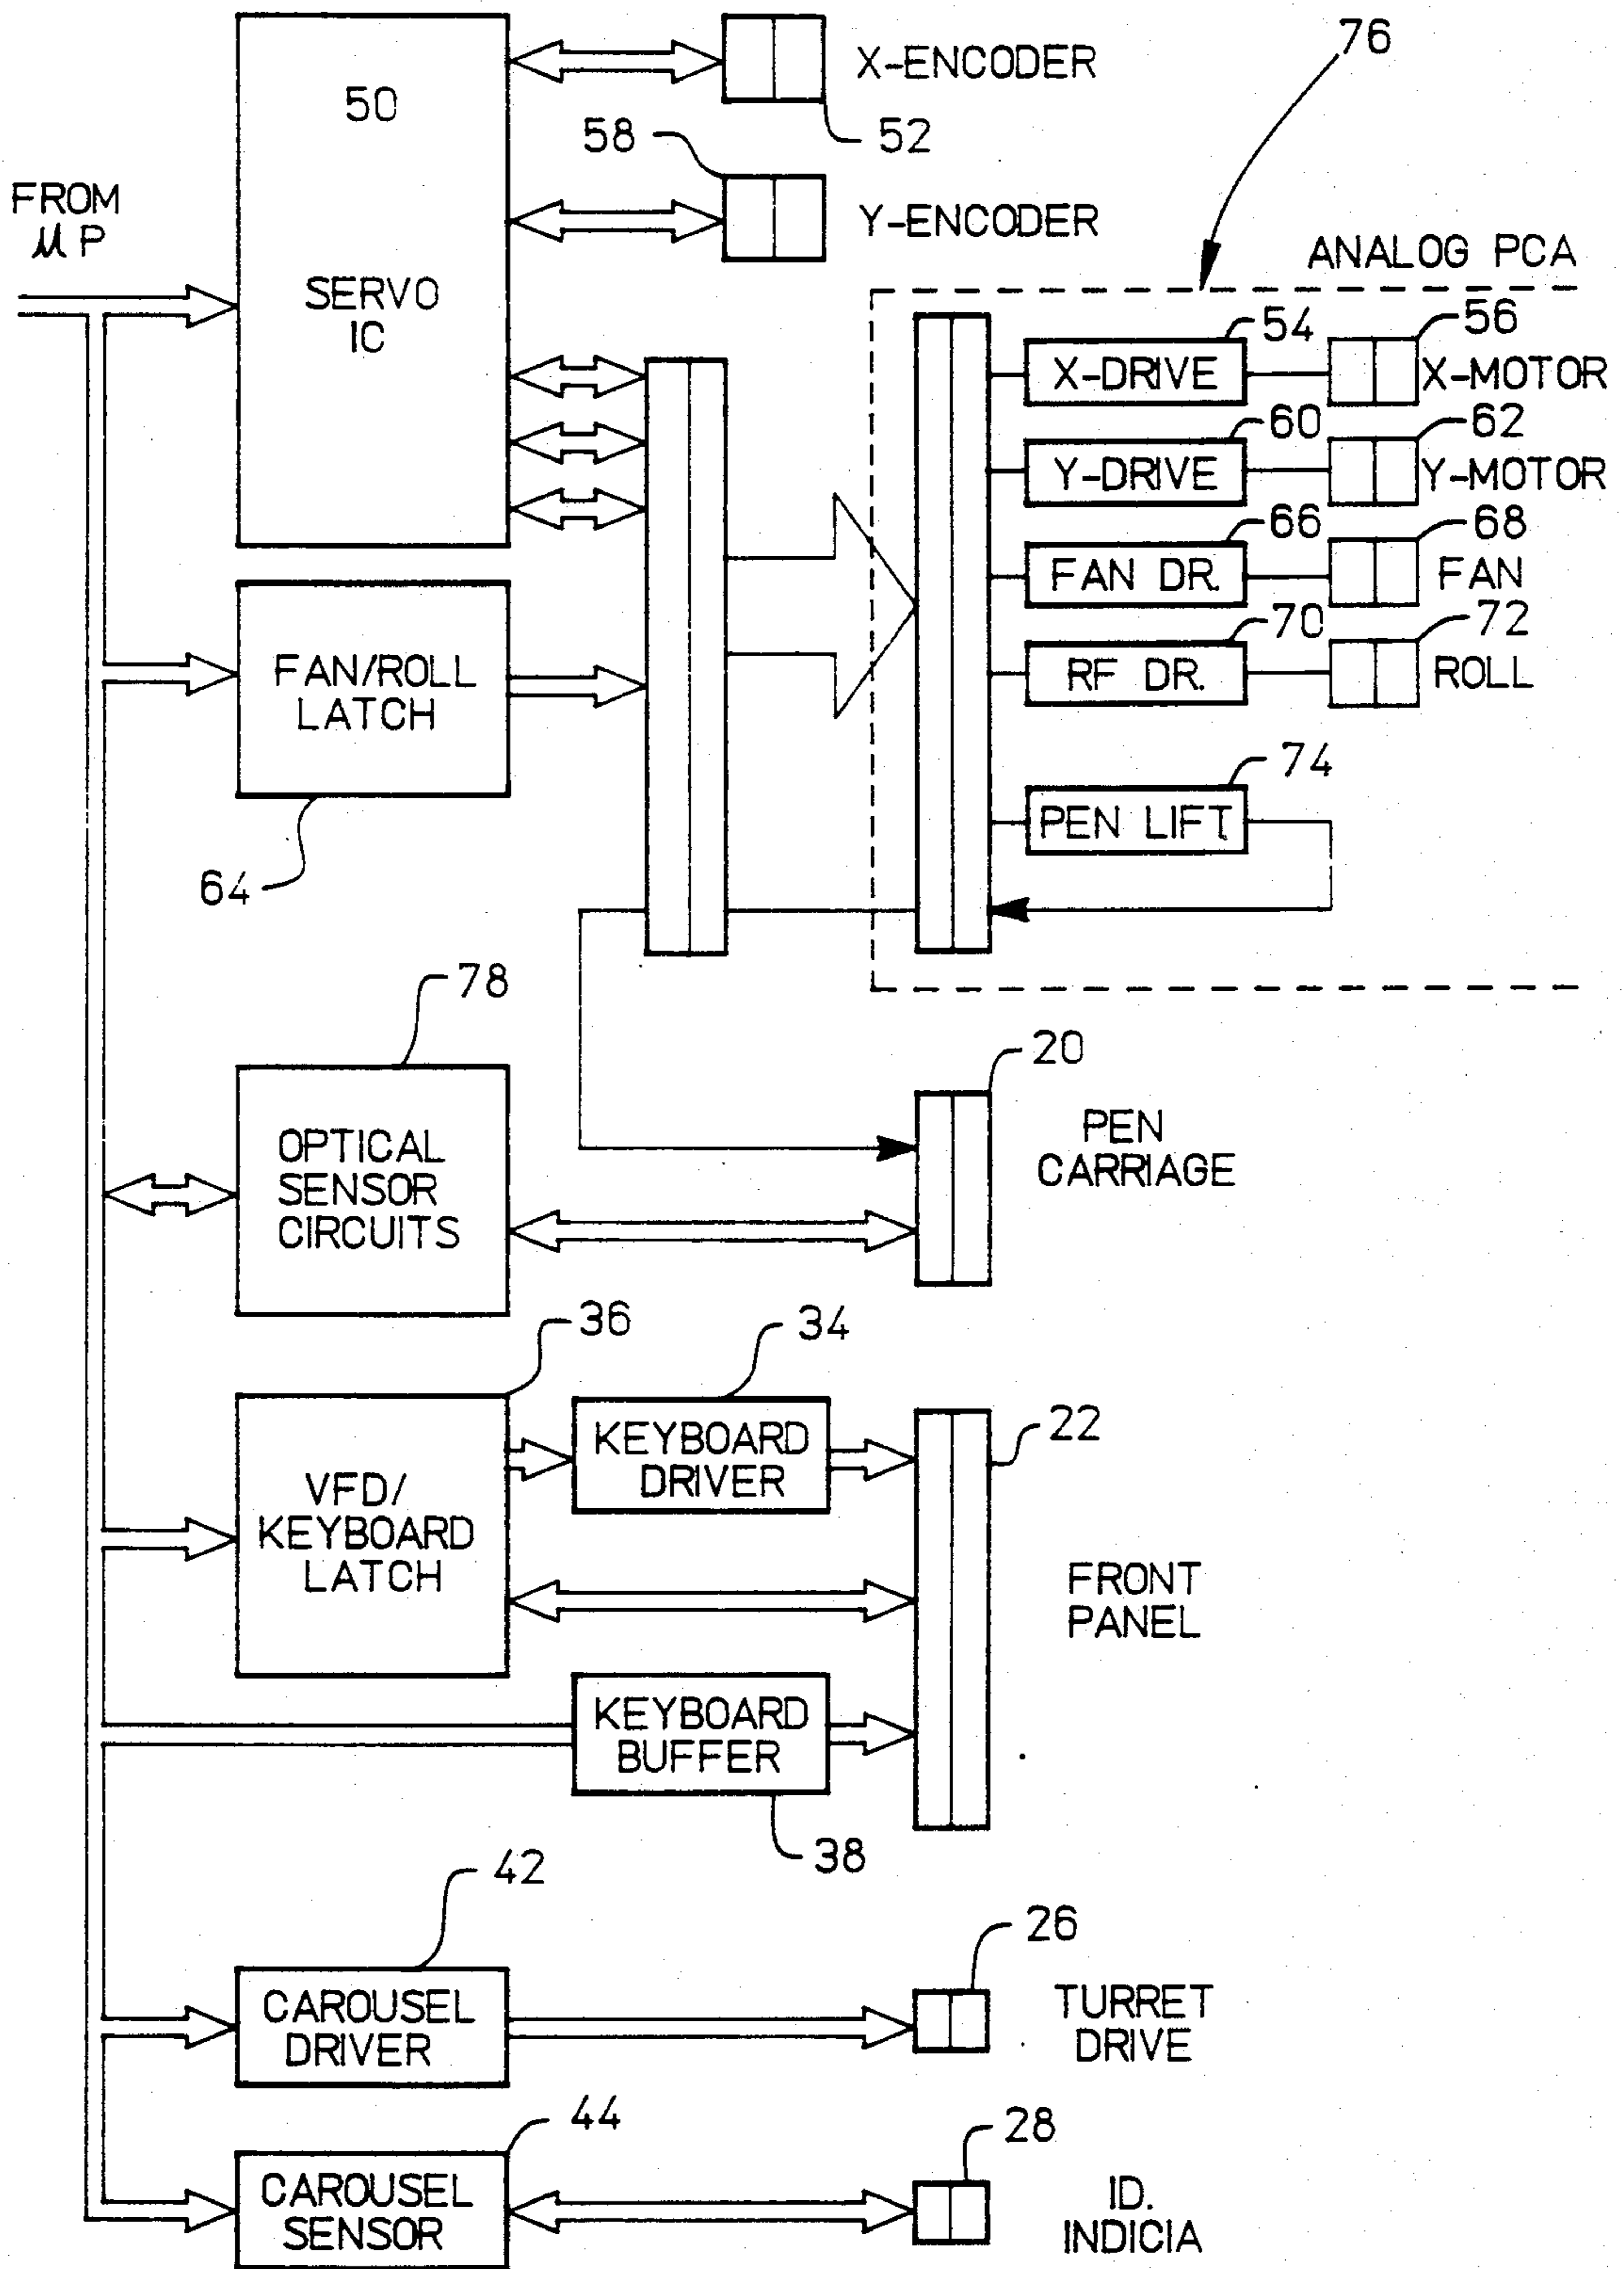 76
50
X-ENCODER
52
58
FROM
μP
Y-ENCODER
SERVO
IC
ANALOG PCA
54
56
X-DRIVE
X-MOTOR
60
62
Y-DRIVE
Y-MOTOR
66
68
FAN DR.
FAN
70
72
RF DR.
ROLL
FAN/ROLL
LATCH
74
PEN LIFT
64
78
20
OPTICAL
SENSOR
CIRCUITS
PEN
CARRIAGE
36
34
22
VFD/
KEYBOARD
LATCH
KEYBOARD
DRIVER
FRONT
PANEL
KEYBOARD
BUFFER
38
42
26
CAROUSEL
DRIVER
TURRET
DRIVE
44
28
CAROUSEL
SENSOR
ID.
INDICIA